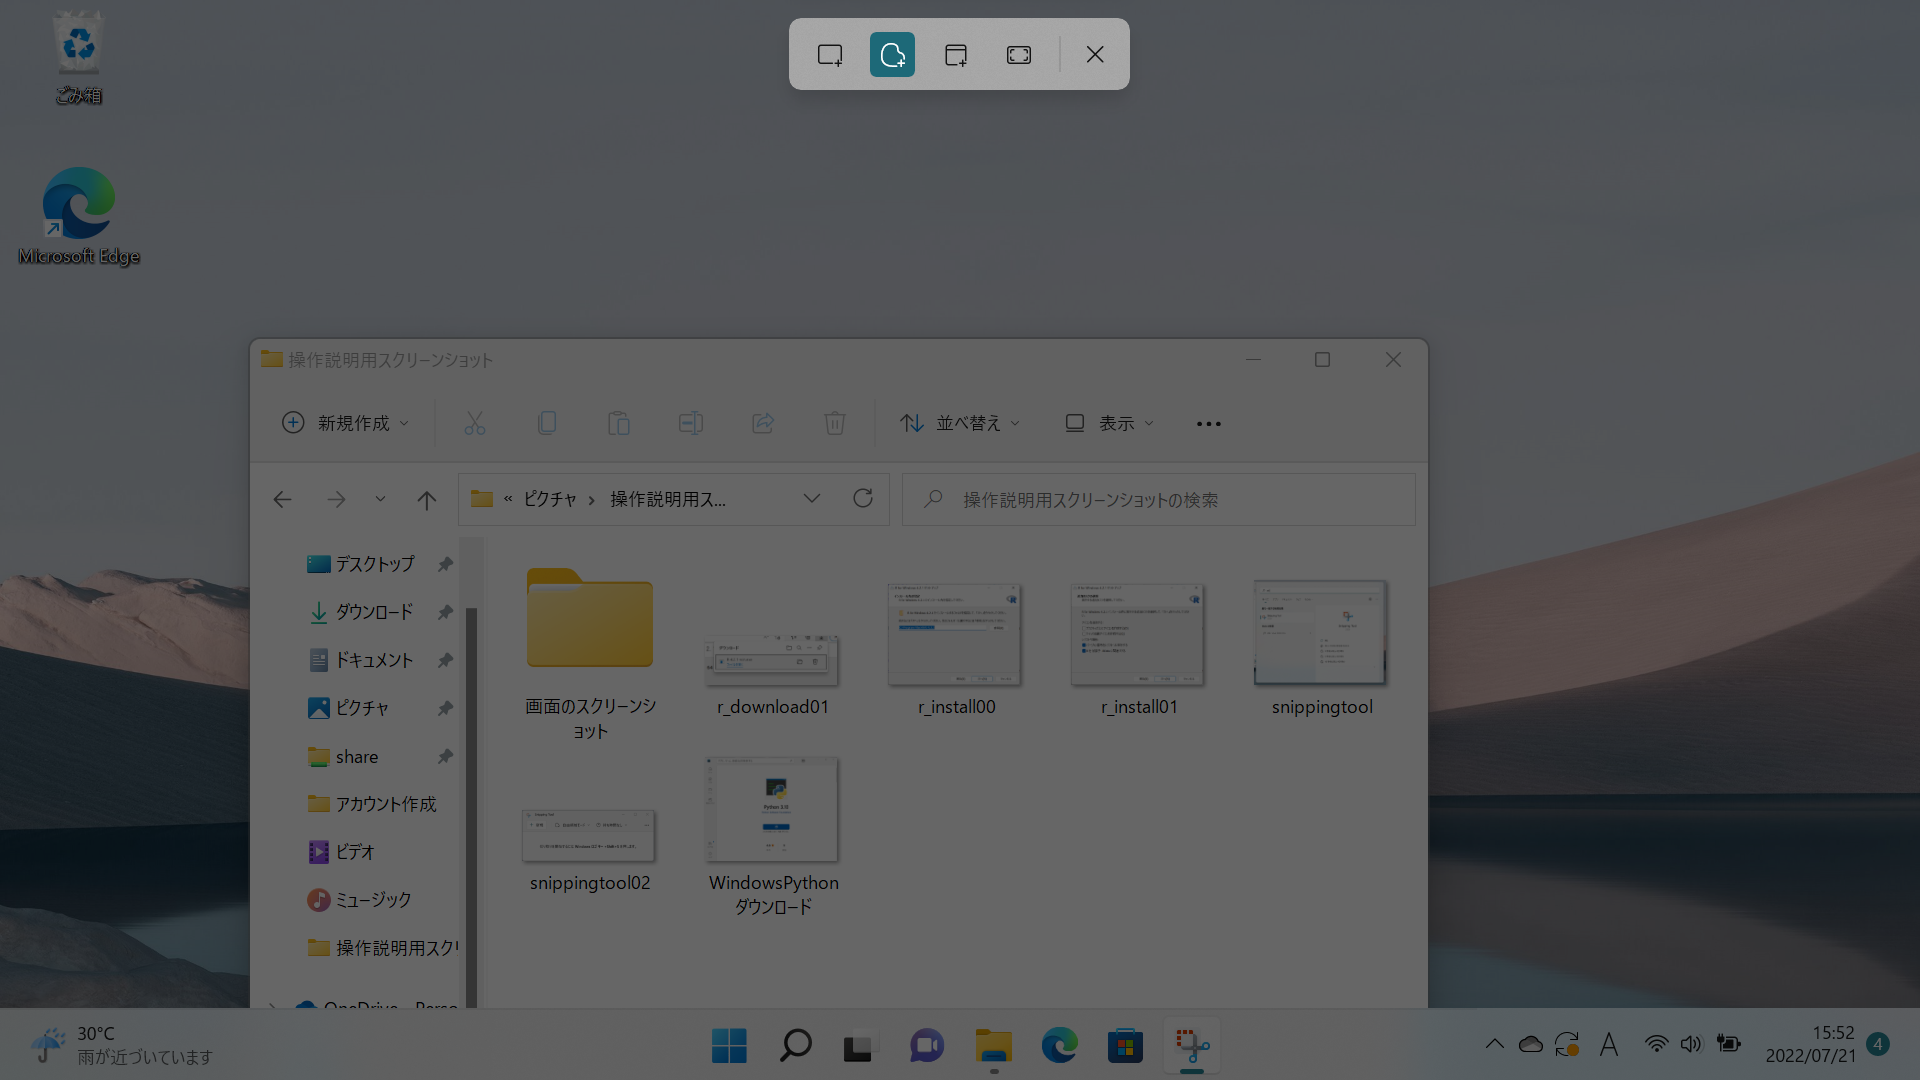 ごみ箱
Microsoft Edge
操作説明用スクリーンショット
新規作成
並べ替え
表示
« ピクチャ › 操作説明用ス...
操作説明用スクリーンショットの検索
デスクトップ
ダウンロード
ドキュメント
ピクチャ
share
アカウント作成
ビデオ
ミュージック
操作説明用スクリ
OneDrive - Perso
画面のスクリーンシ
ョット
r_download01
r_install00
r_install01
snippingtool
snippingtool02
Python 3.10
WindowsPython
ダウンロード
30°C
雨が近づいています
A
15:52
2022/07/21
4